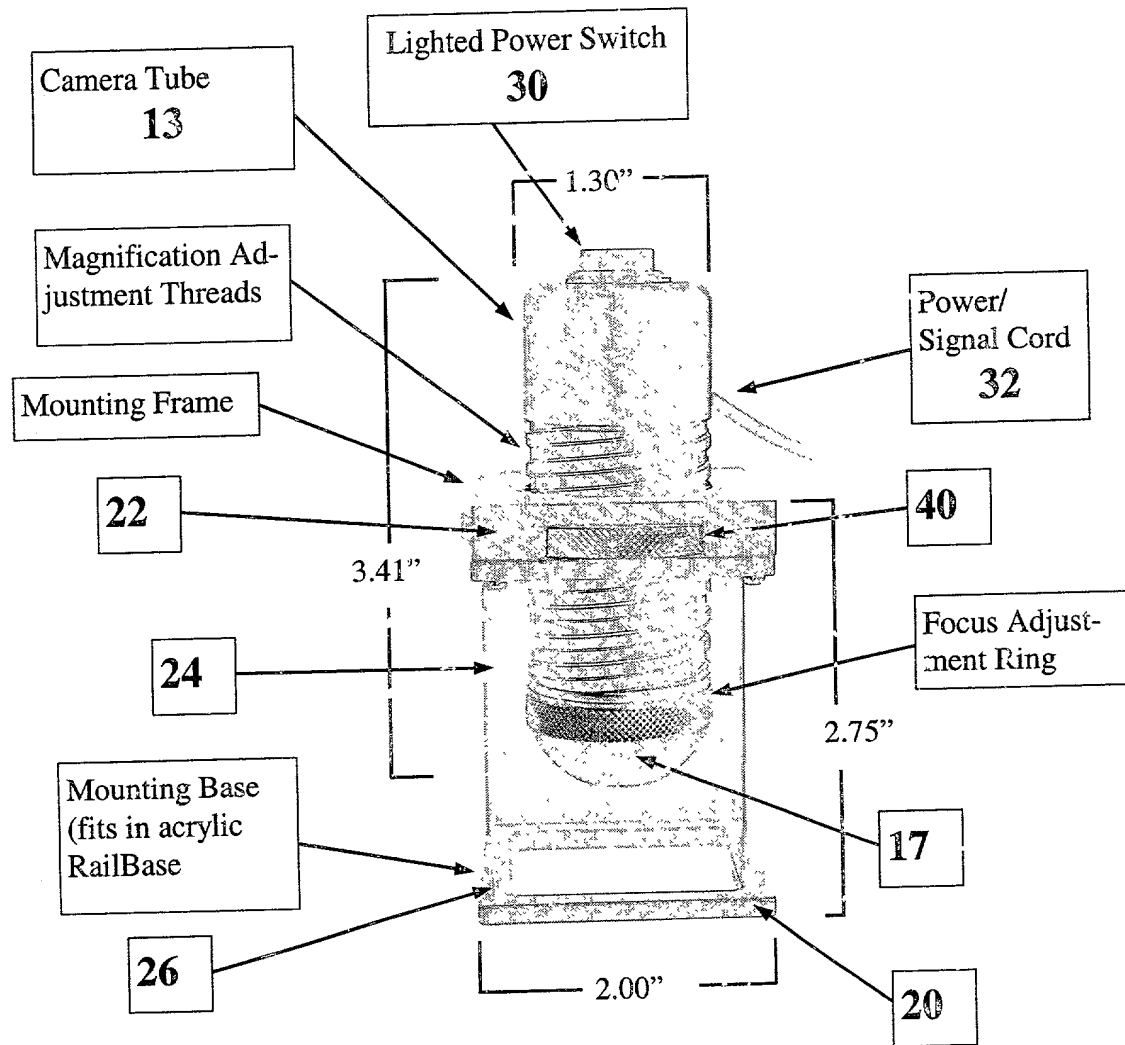 Lighted Power Switch
30
Camera Tube
13
1.30”
Magnification Ad-
justment Threads
Power/
Signal Cord
32
Mounting Frame
22
40
3.41”
Focus Adjust-
ment Ring
24
2.75”
Mounting Base
(fits in acrylic
RailBase
17
26
2.00”
20